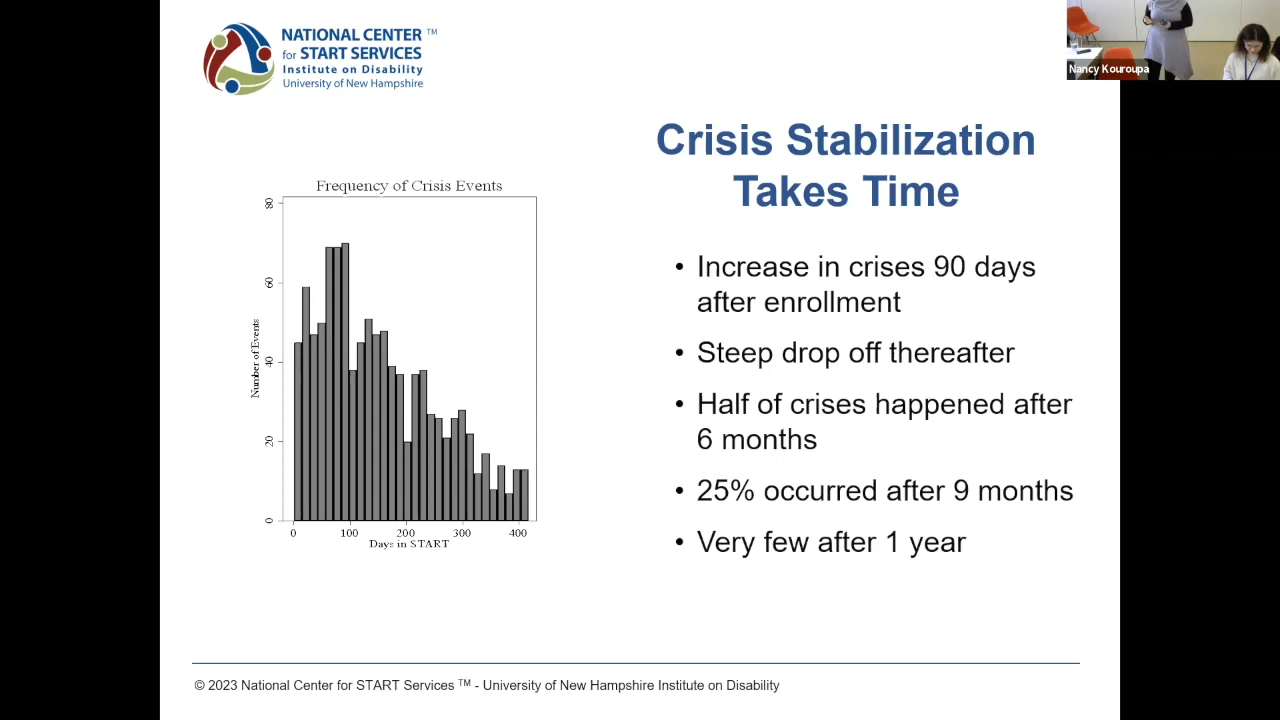 NATIONAL CENTER TM
for START SERVICES
Institute on Disability
University of New Hampshire
Nancy Kouroupa
Crisis Stabilization
Takes Time
Frequency of Crisis Events
80
60
40
20
0
Number of Events
0 100 200 300 400
Days in START
• Increase in crises 90 days
after enrollment
• Steep drop off thereafter
• Half of crises happened after
6 months
• 25% occurred after 9 months
• Very few after 1 year
© 2023 National Center for START Services TM - University of New Hampshire Institute on Disability